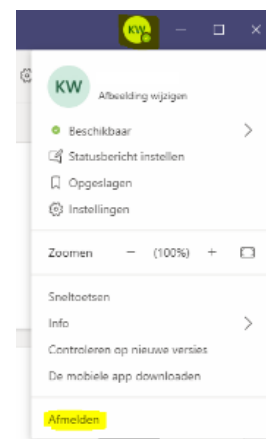 KW
KW
Afbeelding wijzigen
Beschikbaar
Statusbericht instellen
Opgeslagen
Instellingen
Zoomen − (100%) +
Sneltoetsen
Info
Controleren op nieuwe versies
De mobiele app downloaden
Afmelden